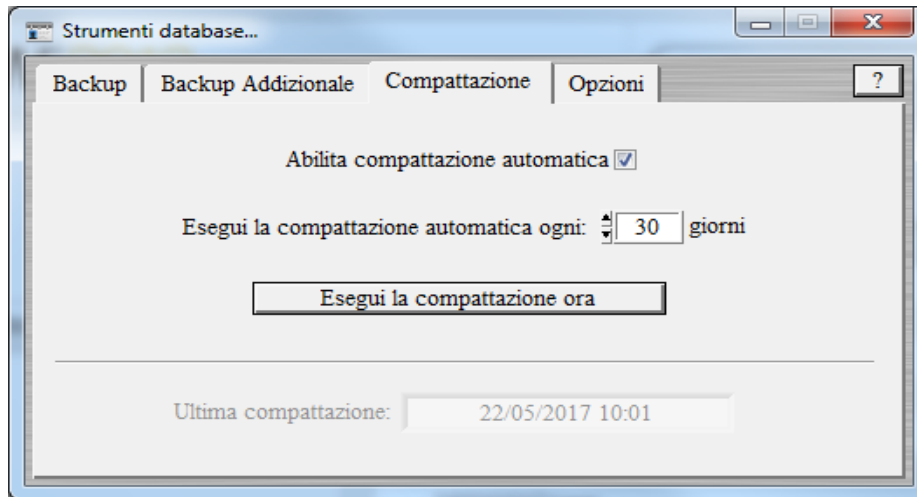 Strumenti database...
Backup Backup Addizionale Compattazione Opzioni ?
Abilita compattazione automatica
Esegui la compattazione automatica ogni: 30 giorni
Esegui la compattazione ora
Ultima compattazione: 22/05/2017 10:01